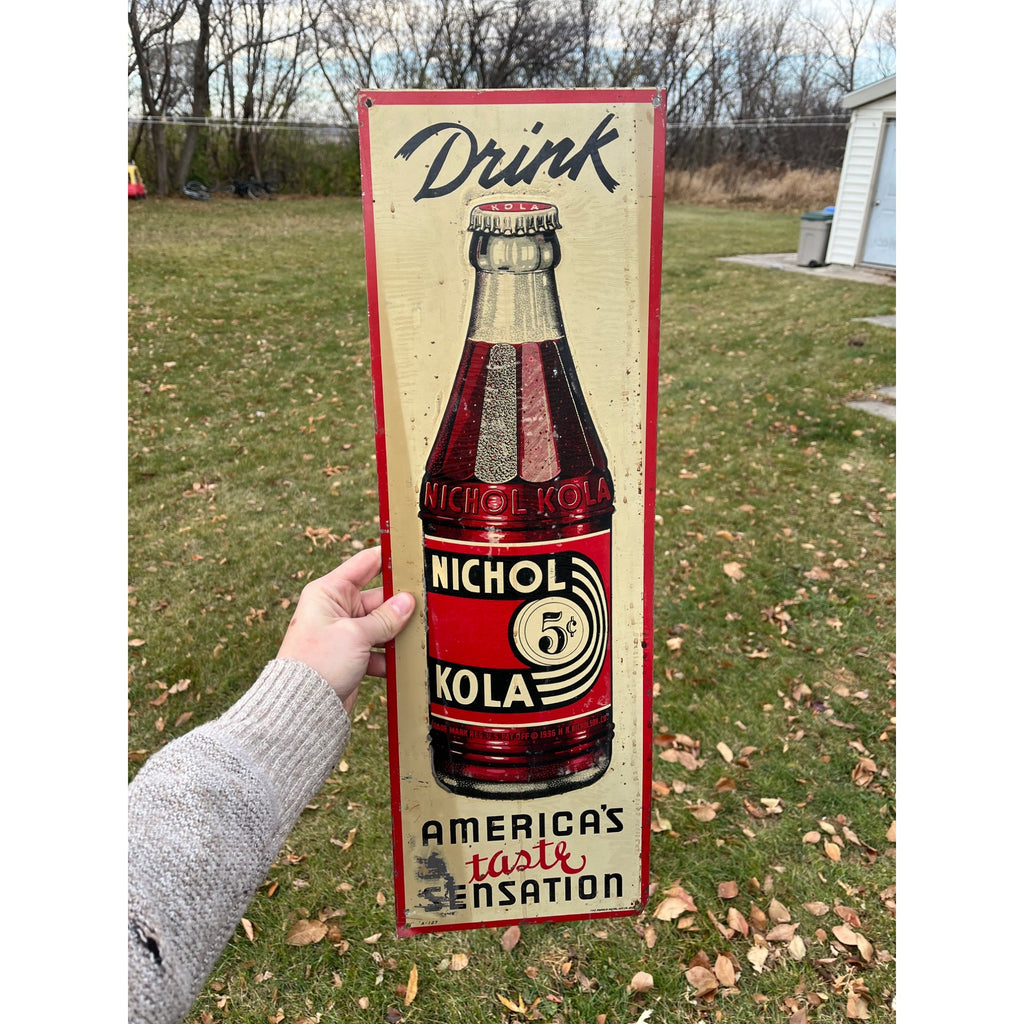 Drink
KOLA
NICHOL KOLA
NICHOL
5¢
KOLA
AMERICA'S
taste
SENSATION